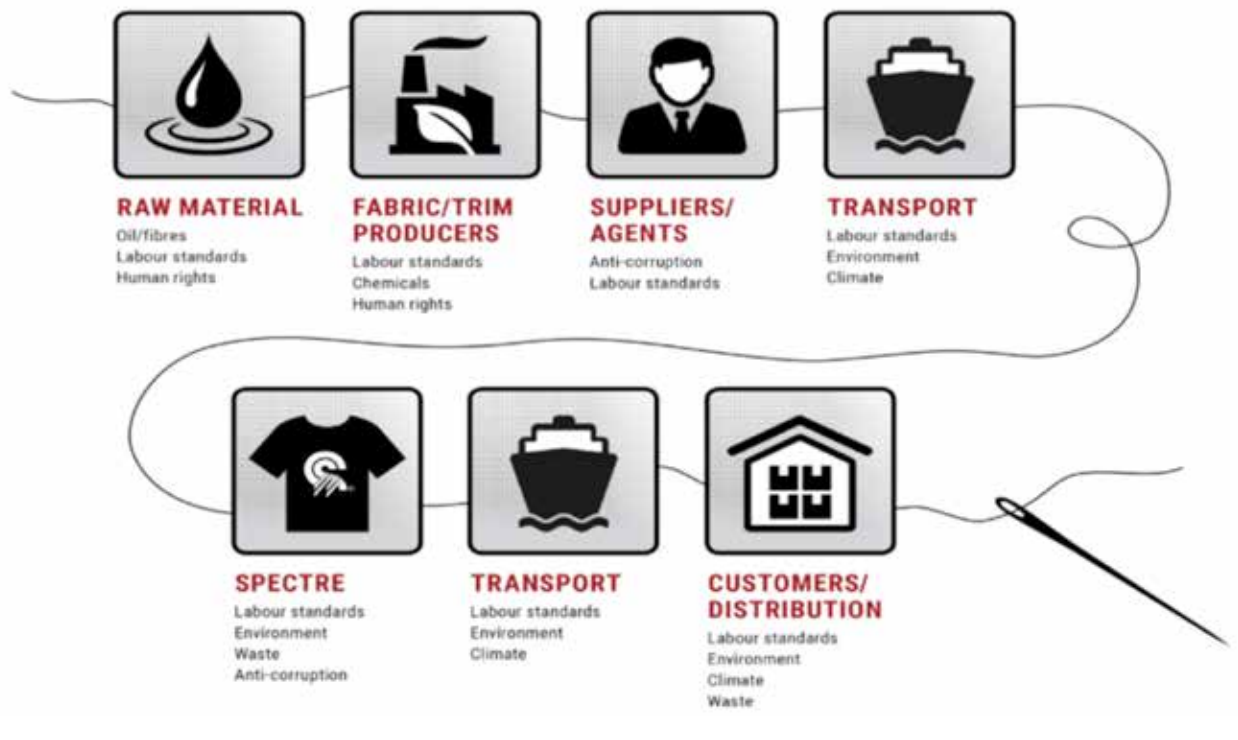 RAW MATERIAL
Oil/fibres
Labour standards
Human rights
FABRIC/TRIM
PRODUCERS
Labour standards
Chemicals
Human rights
SUPPLIERS/
AGENTS
Anti-corruption
Labour standards
TRANSPORT
Labour standards
Environment
Climate
SPECTRE
Labour standards
Environment
Waste
Anti-corruption
TRANSPORT
Labour standards
Environment
Climate
CUSTOMERS/
DISTRIBUTION
Labour standards
Environment
Climate
Waste